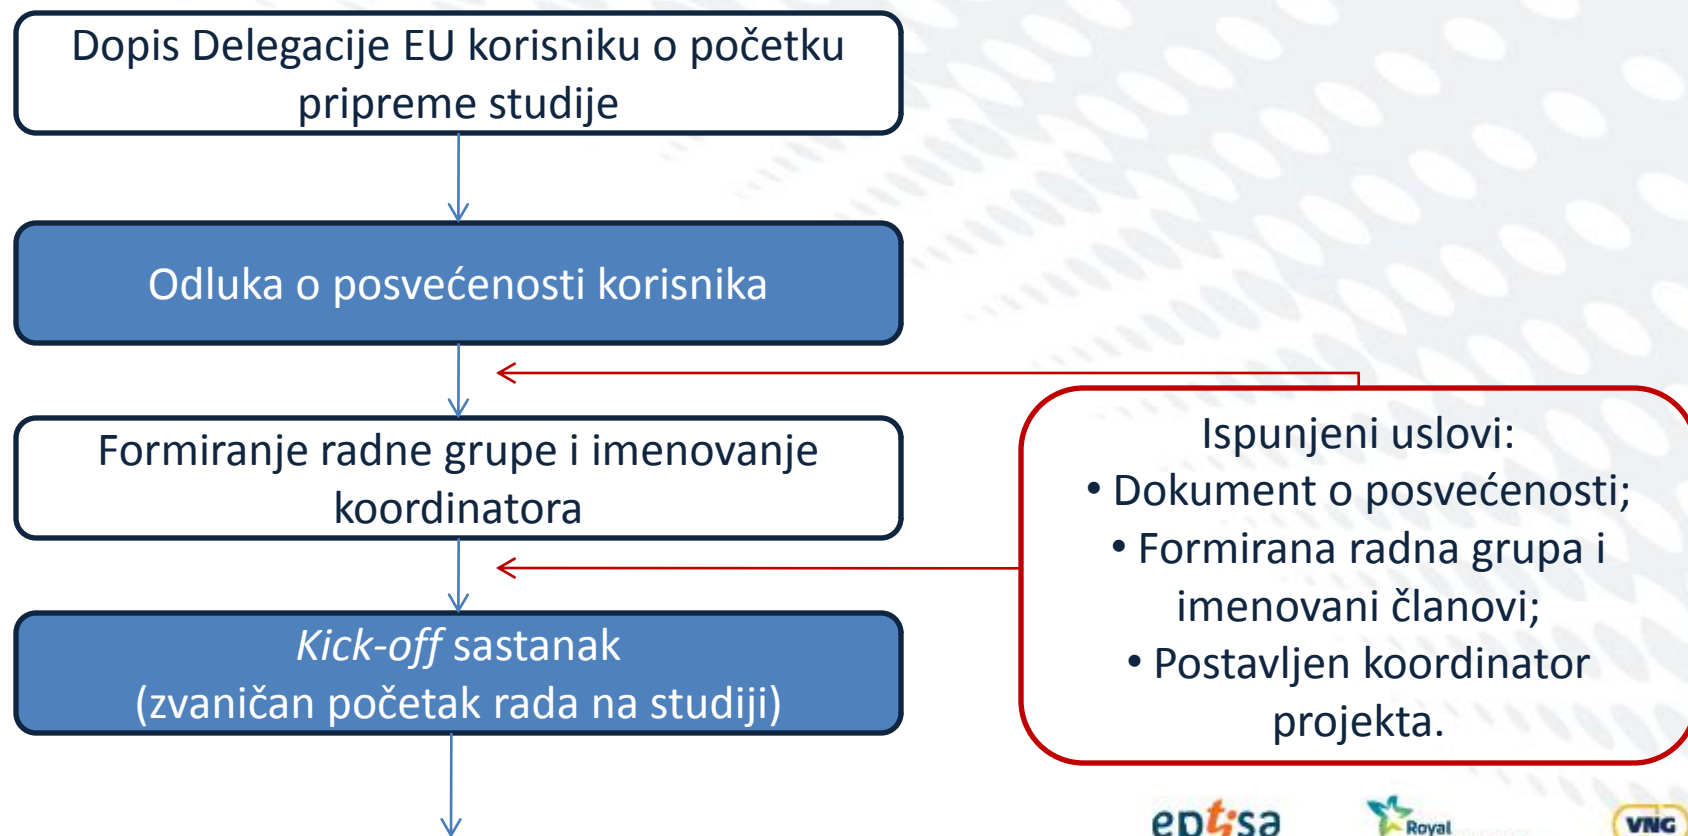 Dopis Delegacije EU korisniku o početku
pripreme studije
Odluka o posvećenosti korisnika
Formiranje radne grupe i imenovanje
koordinatora
Kick-off sastanak
(zvaničan početak rada na studiji)
Ispunjeni uslovi:
• Dokument o posvećenosti;
• Formirana radna grupa i
imenovani članovi;
• Postavljen koordinator
projekta.
eptisa
Royal
VNG